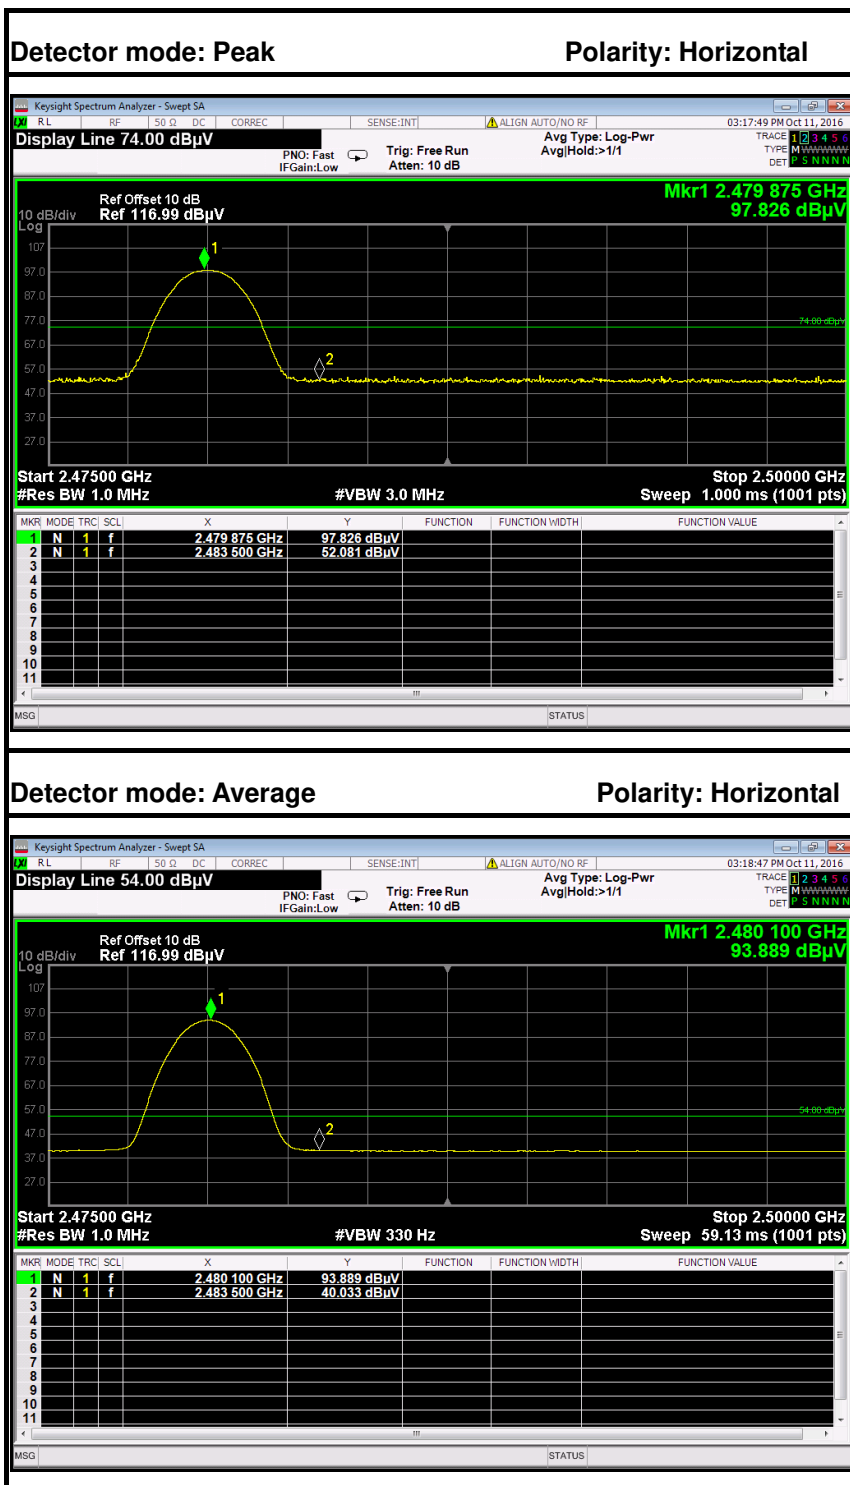 Detector mode: Peak Polarity: Horizontal
Keysight Spectrum Analyzer - Swept SA
LXI RL RF 50 Ω DC CORREC SENSE:INT ALIGN AUTO/NO RF 03:17:49 PM Oct 11, 2016
Display Line 74.00 dBµV Avg Type: Log-Pwr TRACE 1 2 3 4 5 6
PNO: Fast Trig: Free Run Avg|Hold:>1/1 TYPE M WWWWW
IFGain:Low Atten: 10 dB DET P S N N N N
Mkr1 2.479 875 GHz
Ref Offset 10 dB
10 dB/div Ref 116.99 dBµV 97.826 dBµV
Log
107
1
97.0
87.0
77.0
74.00 dBµV
67.0
2
57.0
47.0
37.0
27.0
Start 2.47500 GHz Stop 2.50000 GHz
#Res BW 1.0 MHz #VBW 3.0 MHz Sweep 1.000 ms (1001 pts)
MKR MODE TRC SCL X Y FUNCTION FUNCTION WIDTH FUNCTION VALUE
1 N 1 f 2.479 875 GHz 97.826 dBµV
2 N 1 f 2.483 500 GHz 52.081 dBµV
3
4
5
6
7
8
9
10
11
MSG STATUS
Detector mode: Average Polarity: Horizontal
Keysight Spectrum Analyzer - Swept SA
LXI RL RF 50 Ω DC CORREC SENSE:INT ALIGN AUTO/NO RF 03:18:47 PM Oct 11, 2016
Display Line 54.00 dBµV Avg Type: Log-Pwr TRACE 1 2 3 4 5 6
PNO: Fast Trig: Free Run Avg|Hold:>1/1 TYPE M WWWWW
IFGain:Low Atten: 10 dB DET P S N N N N
Mkr1 2.480 100 GHz
Ref Offset 10 dB
10 dB/div Ref 116.99 dBµV 93.889 dBµV
Log
107
1
97.0
87.0
77.0
67.0
57.0
54.00 dBµV
2
47.0
37.0
27.0
Start 2.47500 GHz Stop 2.50000 GHz
#Res BW 1.0 MHz #VBW 330 Hz Sweep 59.13 ms (1001 pts)
MKR MODE TRC SCL X Y FUNCTION FUNCTION WIDTH FUNCTION VALUE
1 N 1 f 2.480 100 GHz 93.889 dBµV
2 N 1 f 2.483 500 GHz 40.033 dBµV
3
4
5
6
7
8
9
10
11
MSG STATUS